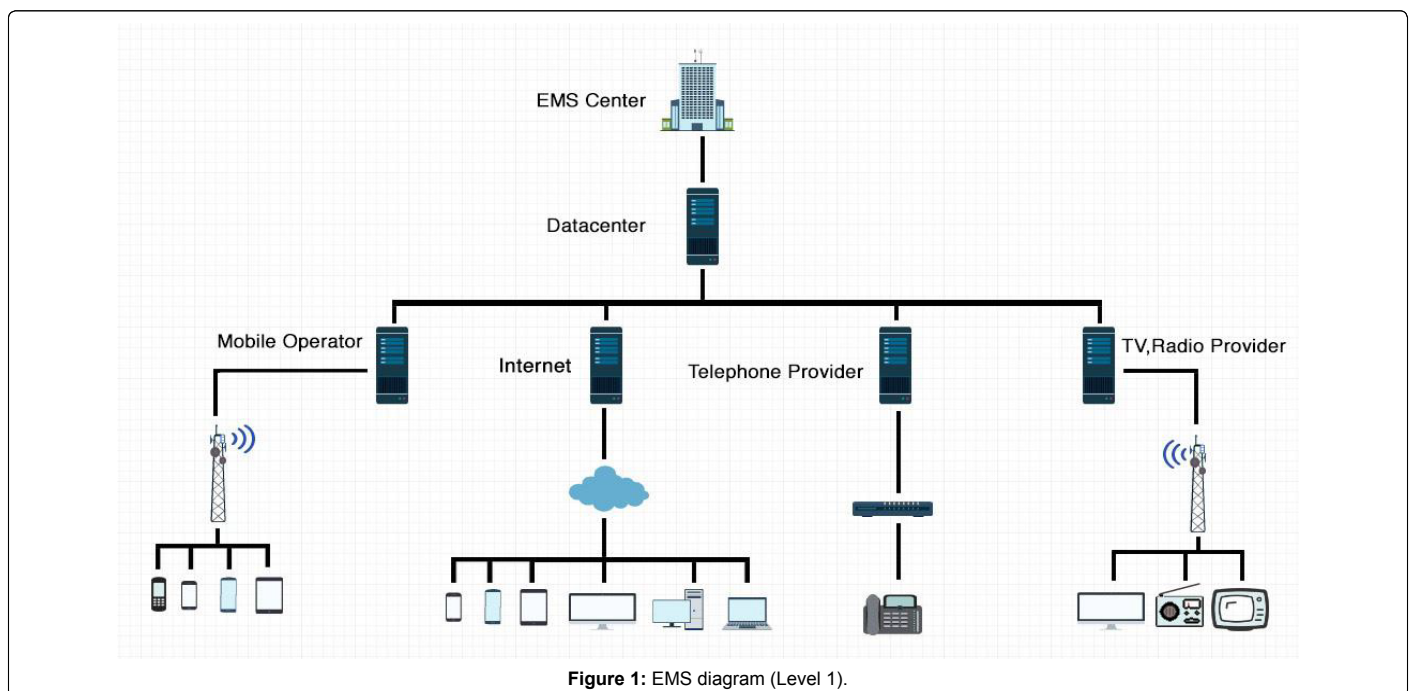 EMS Center
Datacenter
Mobile Operator
Internet
Telephone Provider
TV,Radio Provider
Figure 1: EMS diagram (Level 1).